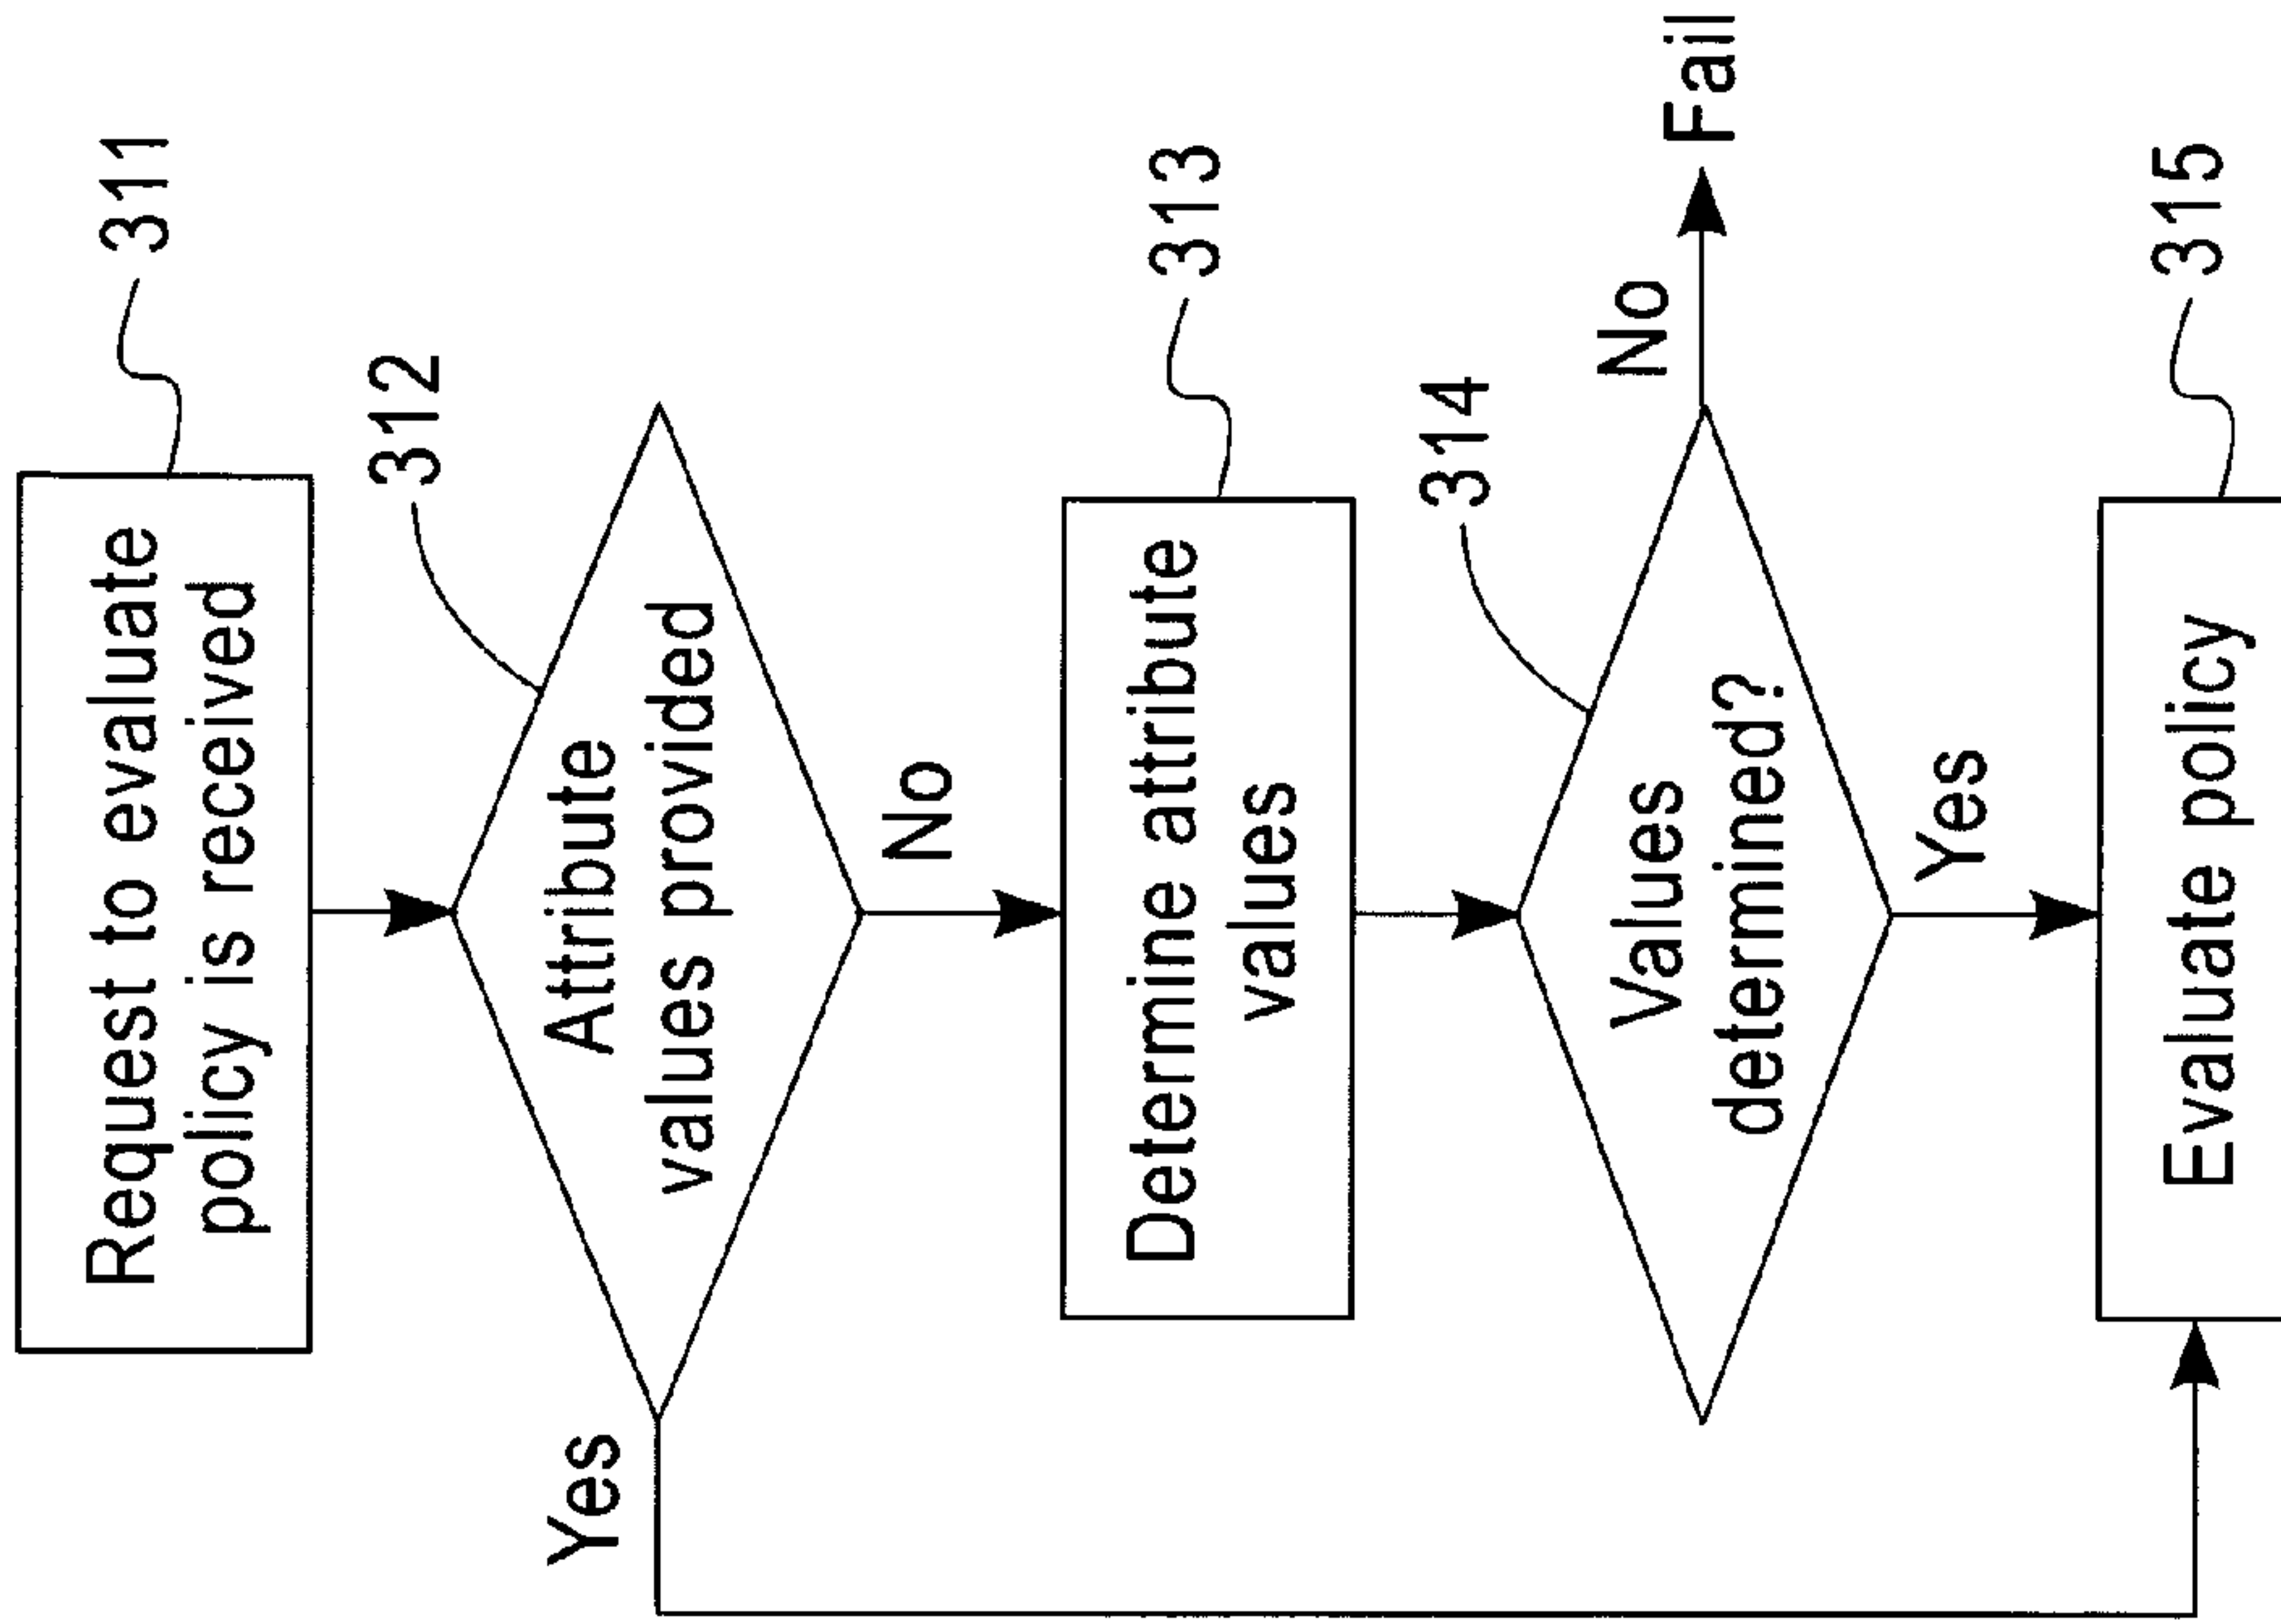 Request to evaluate
policy is received
311
312
Attribute
values provided
Yes
No
313
Determine attribute
values
314
Values
determined?
No
Fail
Yes
315
Evaluate policy